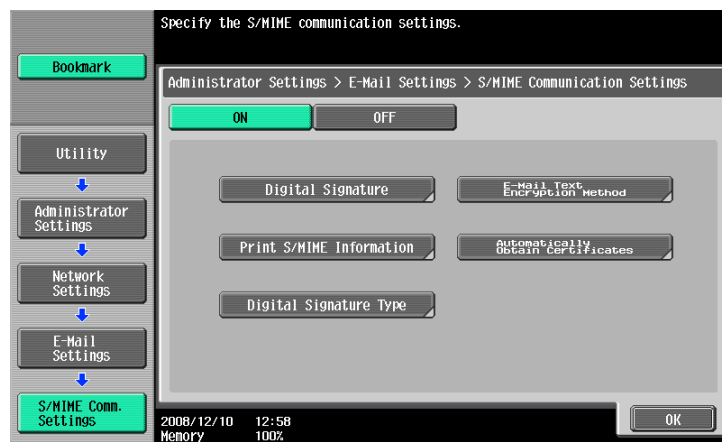 Specify the S/MIME communication settings.
Bookmark
Administrator Settings > E-Mail Settings > S/MIME Communication Settings
ON
OFF
Utility
Administrator
Settings
Network
Settings
E-Mail
Settings
S/MIME Comm.
Settings
Digital Signature
E-Mail Text
Encryption Method
Print S/MIME Information
Automatically
Obtain Certificates
Digital Signature Type
2008/12/10 12:58
Memory 100%
OK